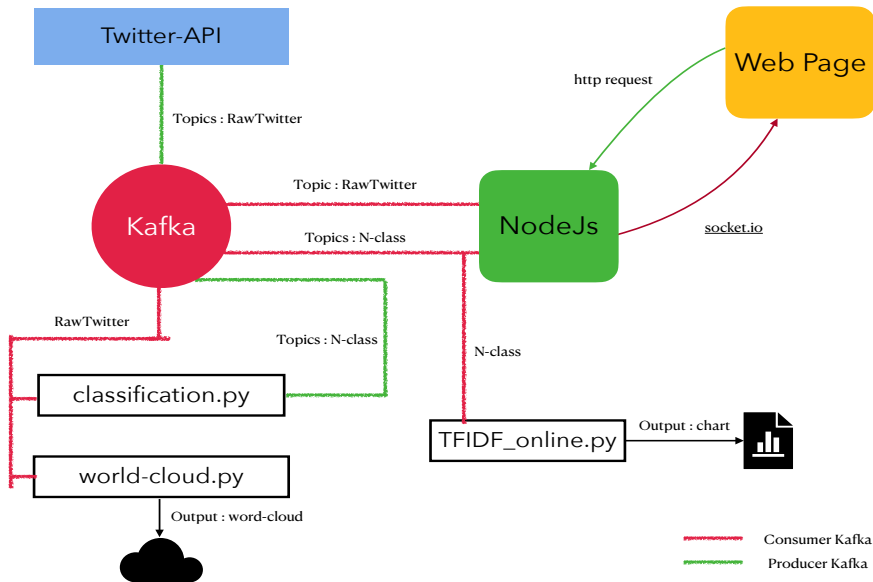 Twitter-API
Web Page
http request
Topics : RawTwitter
Topic : RawTwitter
Kafka
NodeJs
socket.io
Topics : N-class
RawTwitter
Topics : N-class
N-class
classification.py
TFIDF_online.py
Output : chart
world-cloud.py
Output : word-cloud
Consumer Kafka
Producer Kafka